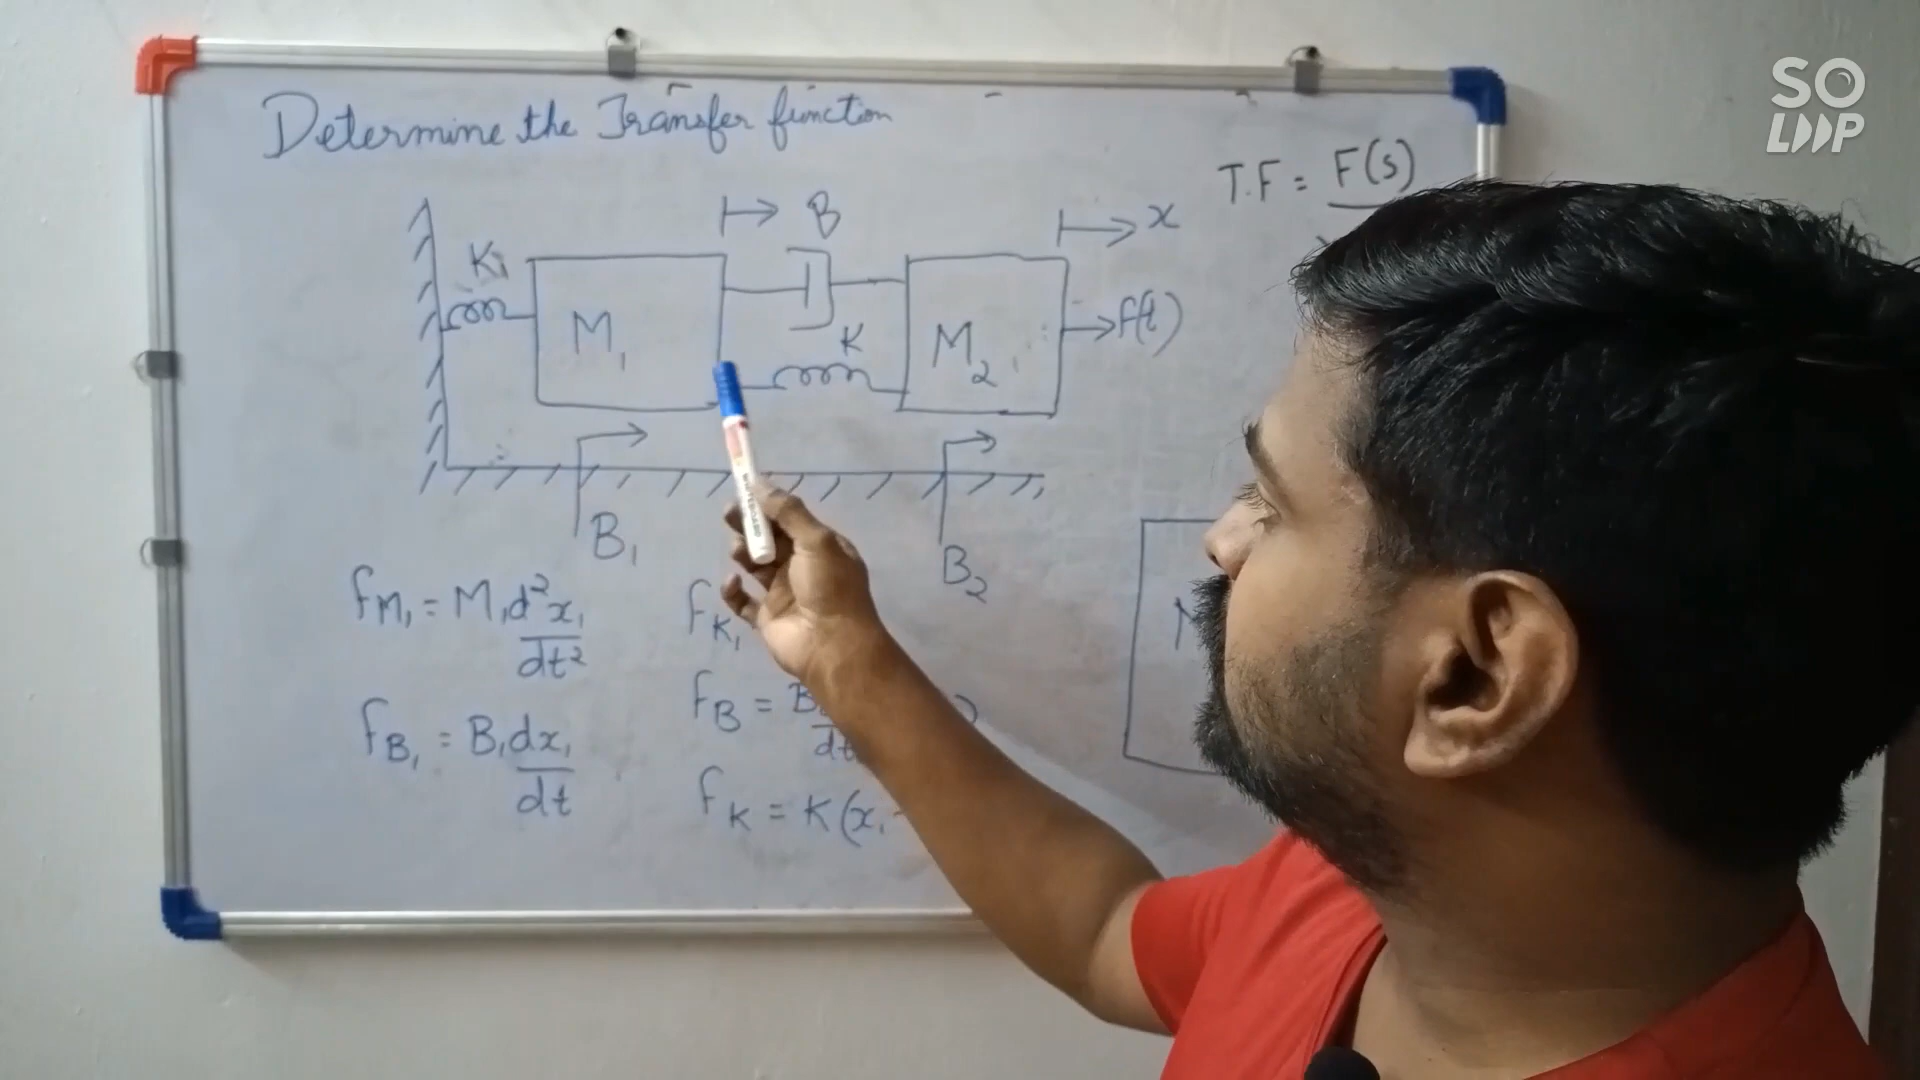 SO
LOOP
Determine the Transfer function
T.F = F(s)
B
x
K1
M1
K
M2
f(t)
B1
B2
fM1 = M1 d²x1
dt²
fK1
fB = B
dt
fB1 = B1 dx1
dt
fK = K(x1 -